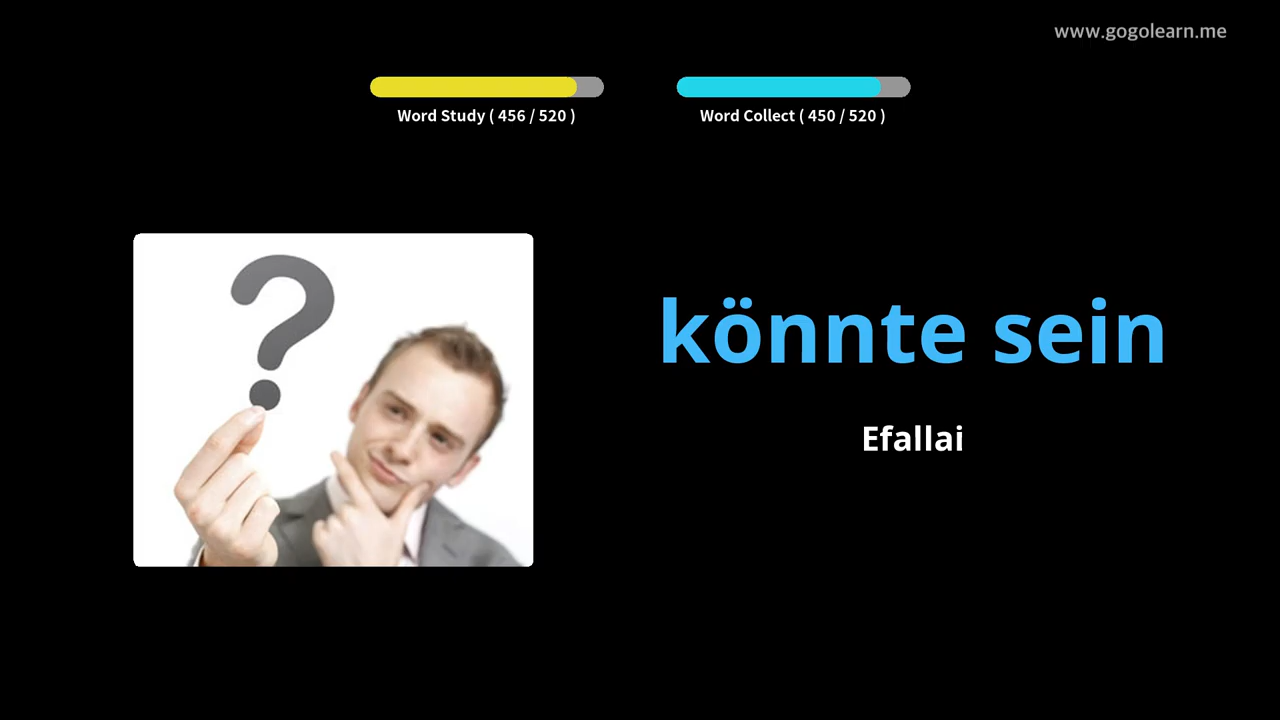 www.gogolearn.me
Word Study ( 456 / 520 )
Word Collect ( 450 / 520 )
?
könnte sein
Efallai